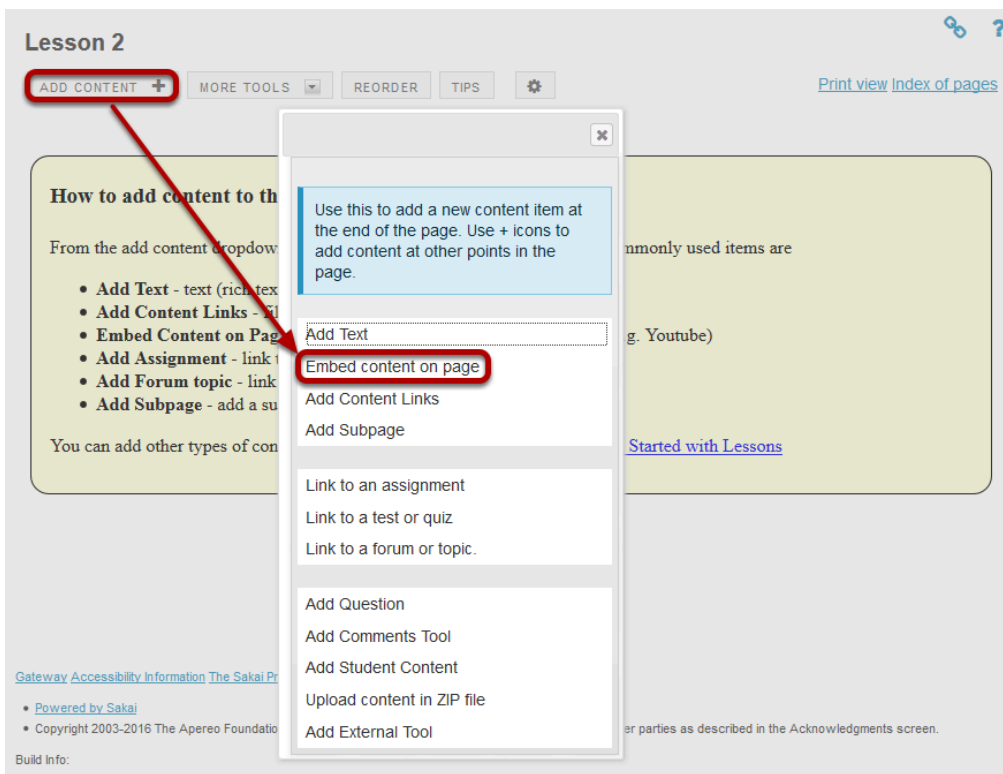 Lesson 2
?
ADD CONTENT +
MORE TOOLS
REORDER
TIPS
Print view Index of pages
How to add content to th
From the add content dropdow
mmonly used items are
• Add Text - text (rich tex
• Add Content Links - fil
• Embed Content on Pag
g. Youtube)
• Add Assignment - link t
• Add Forum topic - link
• Add Subpage - add a su
You can add other types of con
Started with Lessons
Use this to add a new content item at
the end of the page. Use + icons to
add content at other points in the
page.
Add Text
Embed content on page
Add Content Links
Add Subpage
Link to an assignment
Link to a test or quiz
Link to a forum or topic.
Add Question
Add Comments Tool
Add Student Content
Upload content in ZIP file
Add External Tool
Gateway Accessibility Information The Sakai Pr
• Powered by Sakai
• Copyright 2003-2016 The Apereo Foundatio
er parties as described in the Acknowledgments screen.
Build Info: